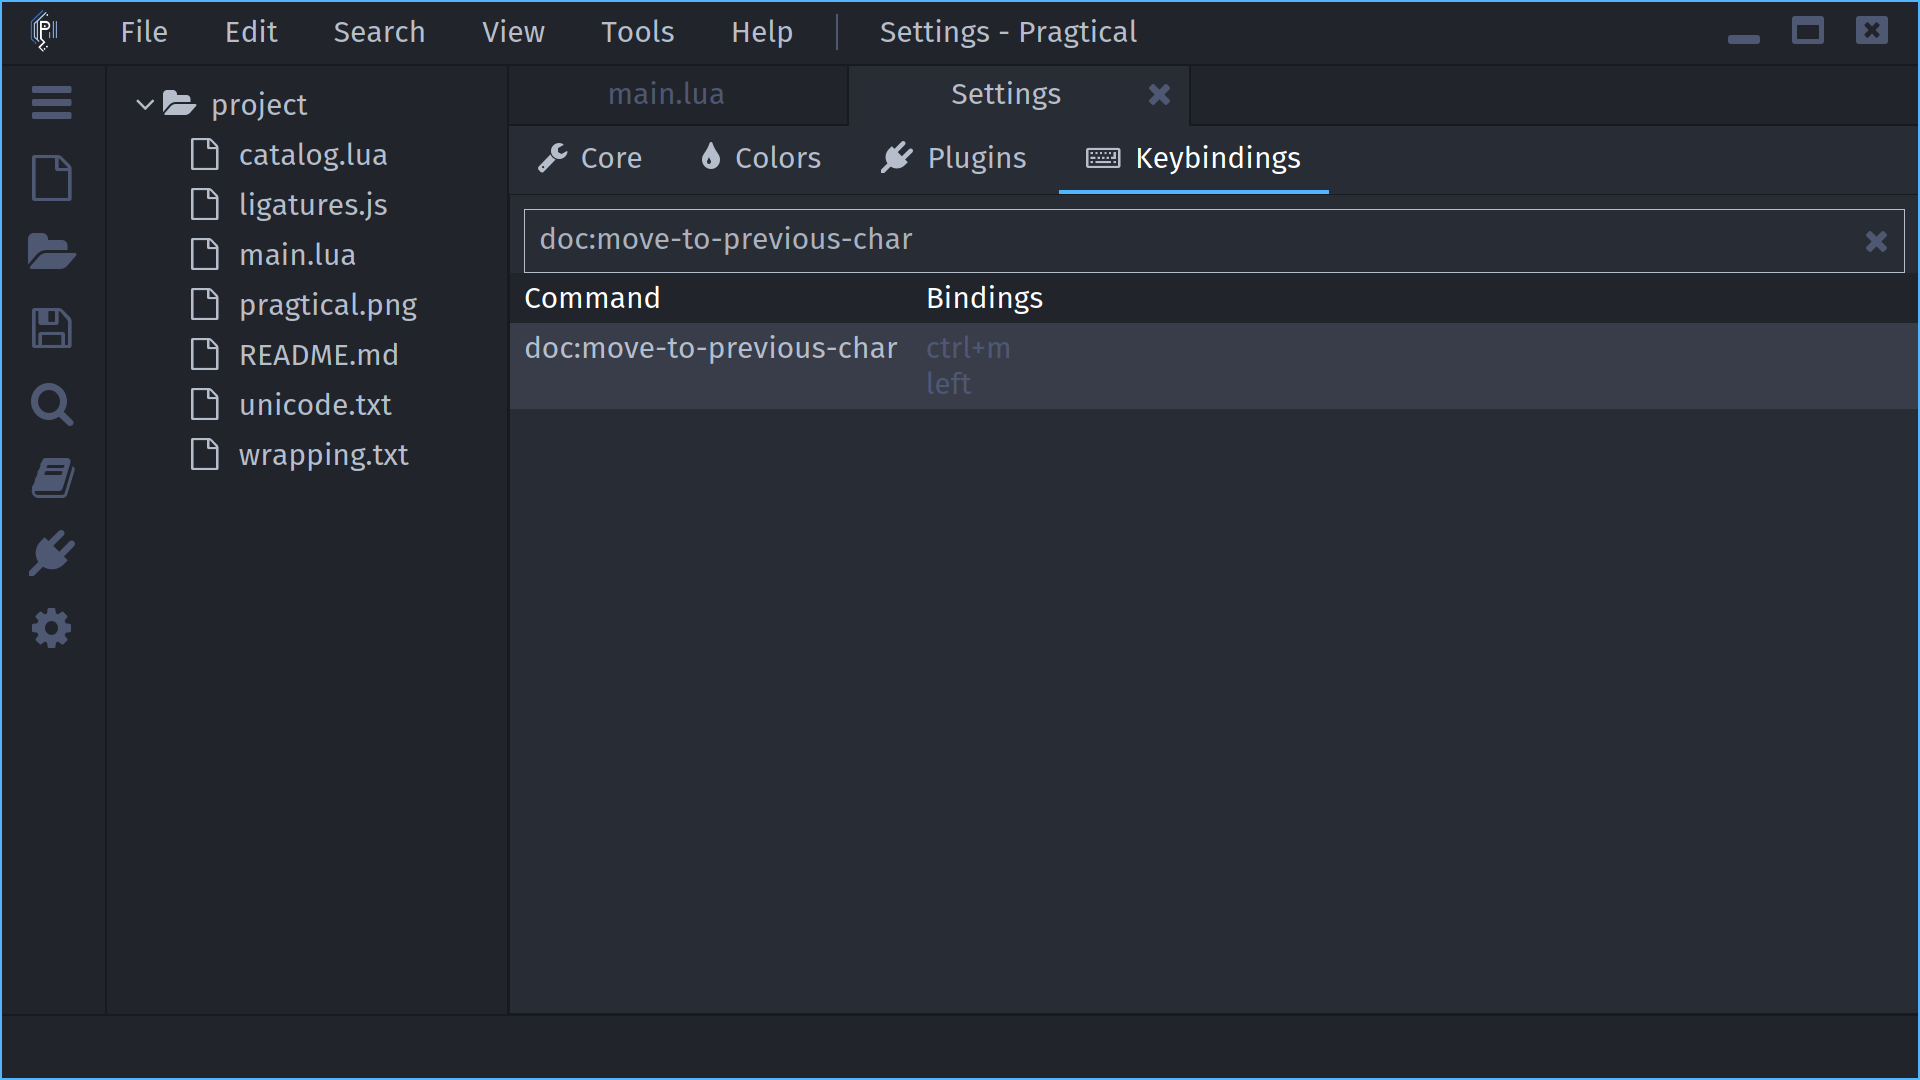 File Edit Search View Tools Help Settings - Pragtical
project
catalog.lua
ligatures.js
main.lua
pragtical.png
README.md
unicode.txt
wrapping.txt
main.lua Settings
Core Colors Plugins Keybindings
doc:move-to-previous-char
Command Bindings
doc:move-to-previous-char ctrl+m
left